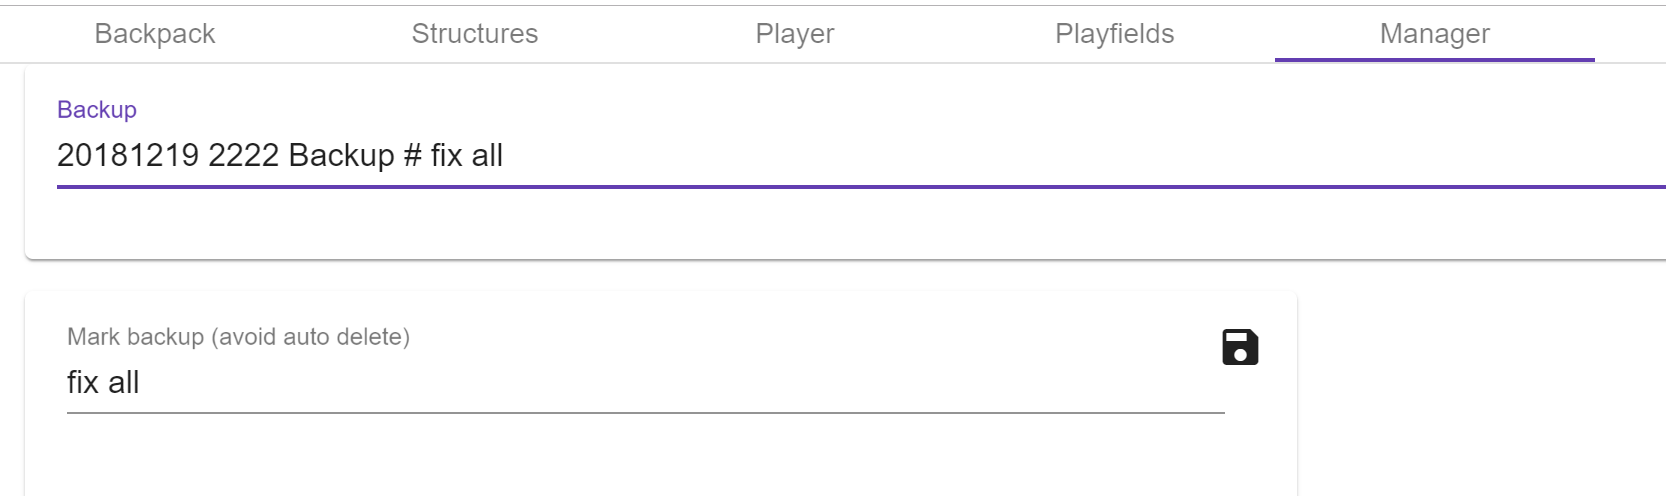 Backpack Structures Player Playfields Manager
Backup
20181219 2222 Backup # fix all
Mark backup (avoid auto delete)
fix all